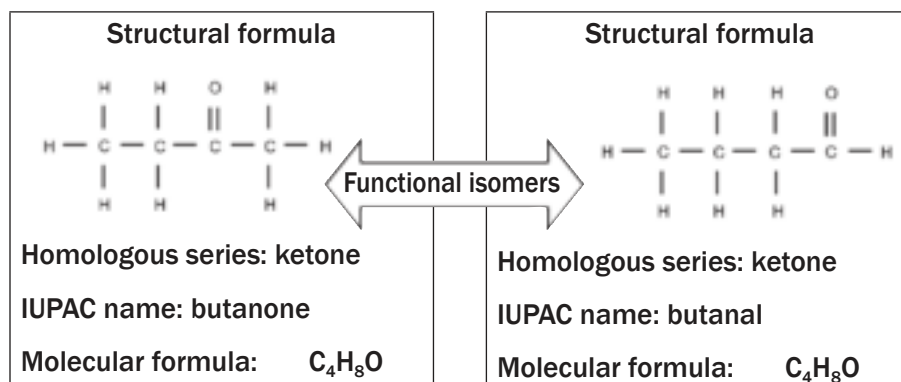 Structural formula
H H O H
H — C — C — C — C — H
H H H
Homologous series: ketone
IUPAC name: butanone
Molecular formula: C₄H₈O
Functional isomers
Structural formula
H H H O
H — C — C — C — C — H
H H H
Homologous series: ketone
IUPAC name: butanal
Molecular formula: C₄H₈O